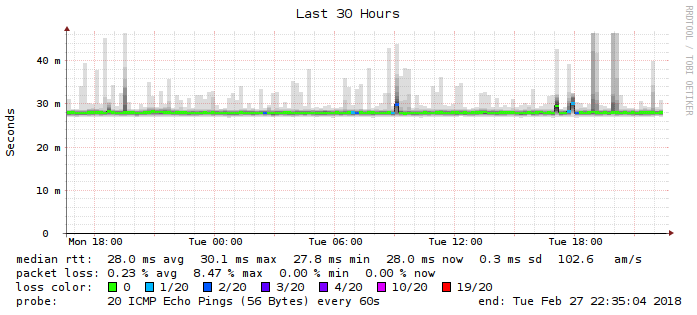 Last 30 Hours
RRDTOOL / TOBI OETIKER
Seconds
40 m
30 m
20 m
10 m
0
Mon 18:00 Tue 00:00 Tue 06:00 Tue 12:00 Tue 18:00
median rtt: 28.0 ms avg 30.1 ms max 27.8 ms min 28.0 ms now 0.3 ms sd 102.6 am/s
packet loss: 0.23 % avg 8.47 % max 0.00 % min 0.00 % now
loss color: 0 1/20 2/20 3/20 4/20 10/20 19/20
probe: 20 ICMP Echo Pings (56 Bytes) every 60s end: Tue Feb 27 22:35:04 2018